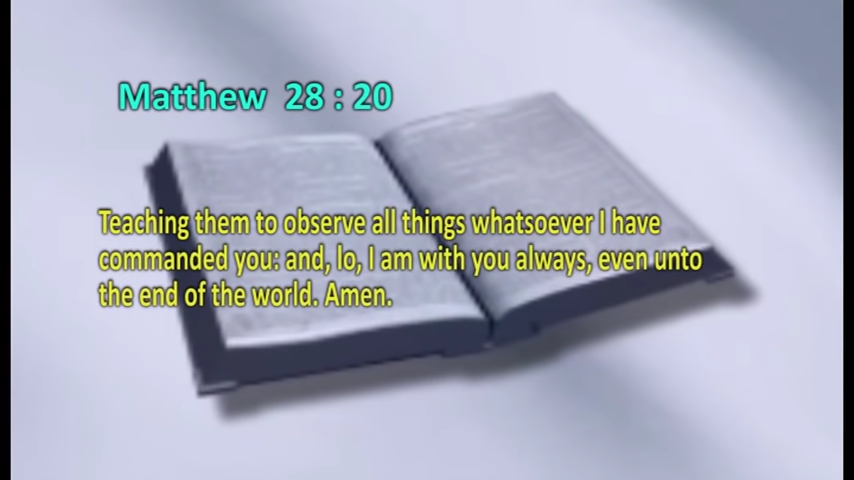 Matthew 28 : 20
Teaching them to observe all things whatsoever I have
commanded you: and, lo, I am with you always, even unto
the end of the world. Amen.